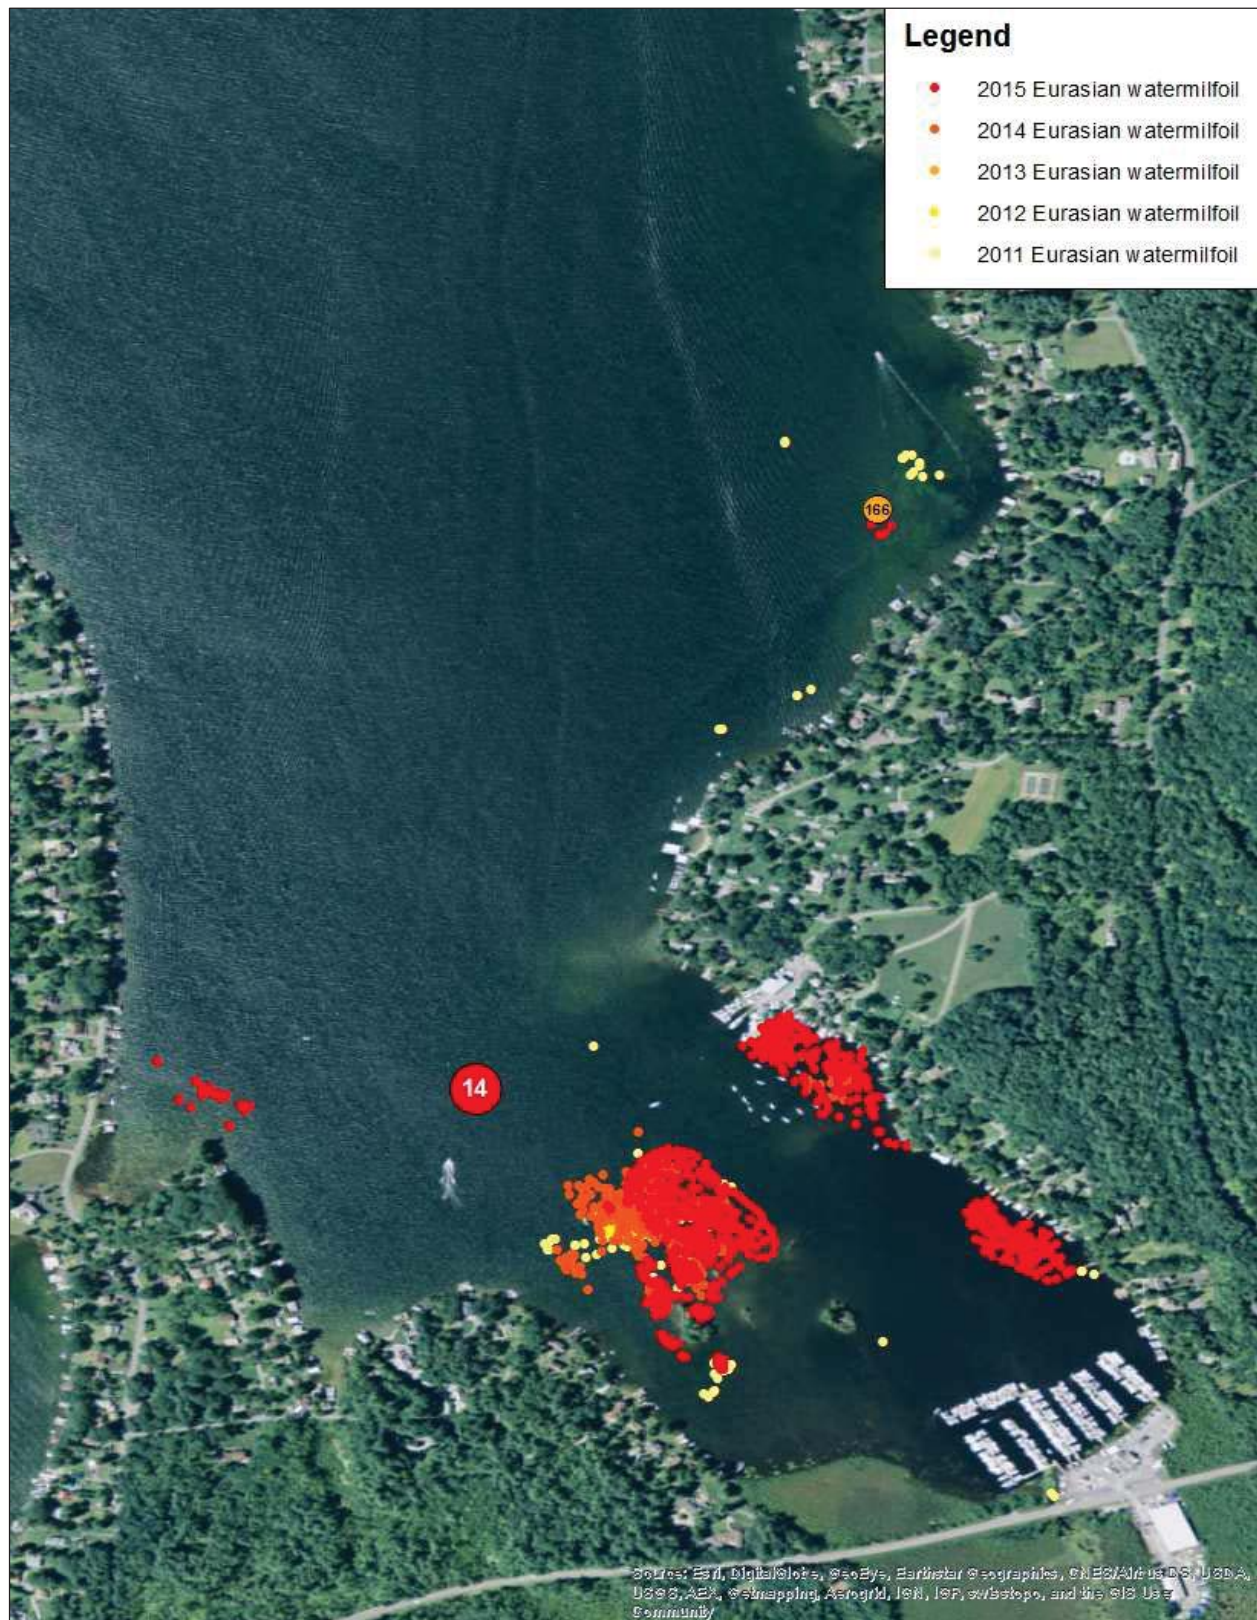 Legend
2015 Eurasian watermilfoil
2014 Eurasian watermilfoil
2013 Eurasian watermilfoil
2012 Eurasian watermilfoil
2011 Eurasian watermilfoil
166
14
Source: Esri, DigitalGlobe, GeoEye, Earthstar Geographics, CNES/Airbus DS, USDA,
USGS, AEX, Getmapping, Aerogrid, IGN, IGP, swisstopo, and the GIS User
Community